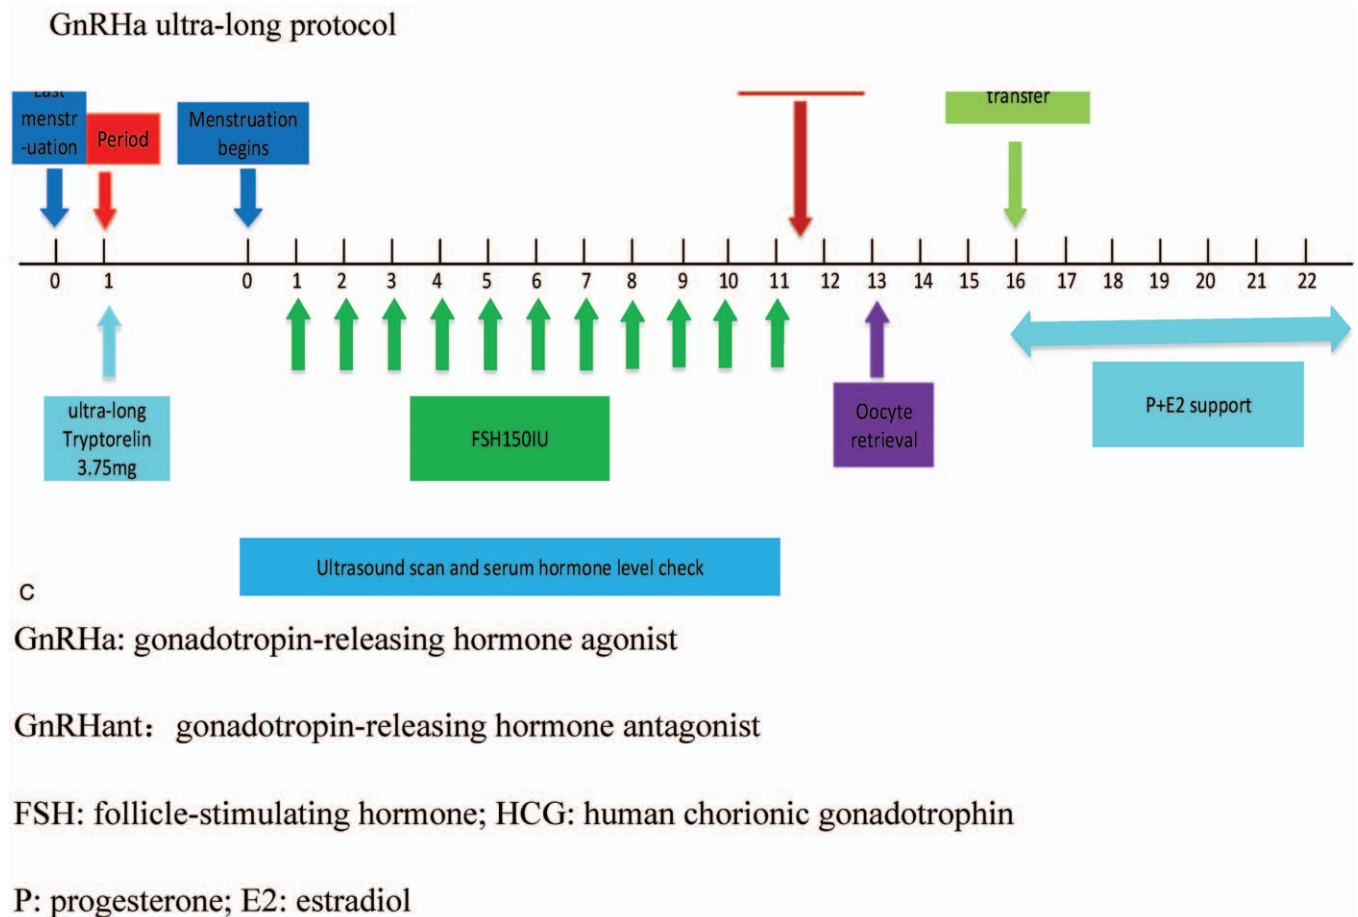 GnRHa ultra-long protocol
menstr
-uation
Period
Menstruation
begins
transfer
0 1 0 1 2 3 4 5 6 7 8 9 10 11 12 13 14 15 16 17 18 19 20 21 22
ultra-long
Tryptorelin
3.75mg
FSH150IU
Oocyte
retrieval
P+E2 support
Ultrasound scan and serum hormone level check
C
GnRHa: gonadotropin-releasing hormone agonist
GnRHant：gonadotropin-releasing hormone antagonist
FSH: follicle-stimulating hormone; HCG: human chorionic gonadotrophin
P: progesterone; E2: estradiol